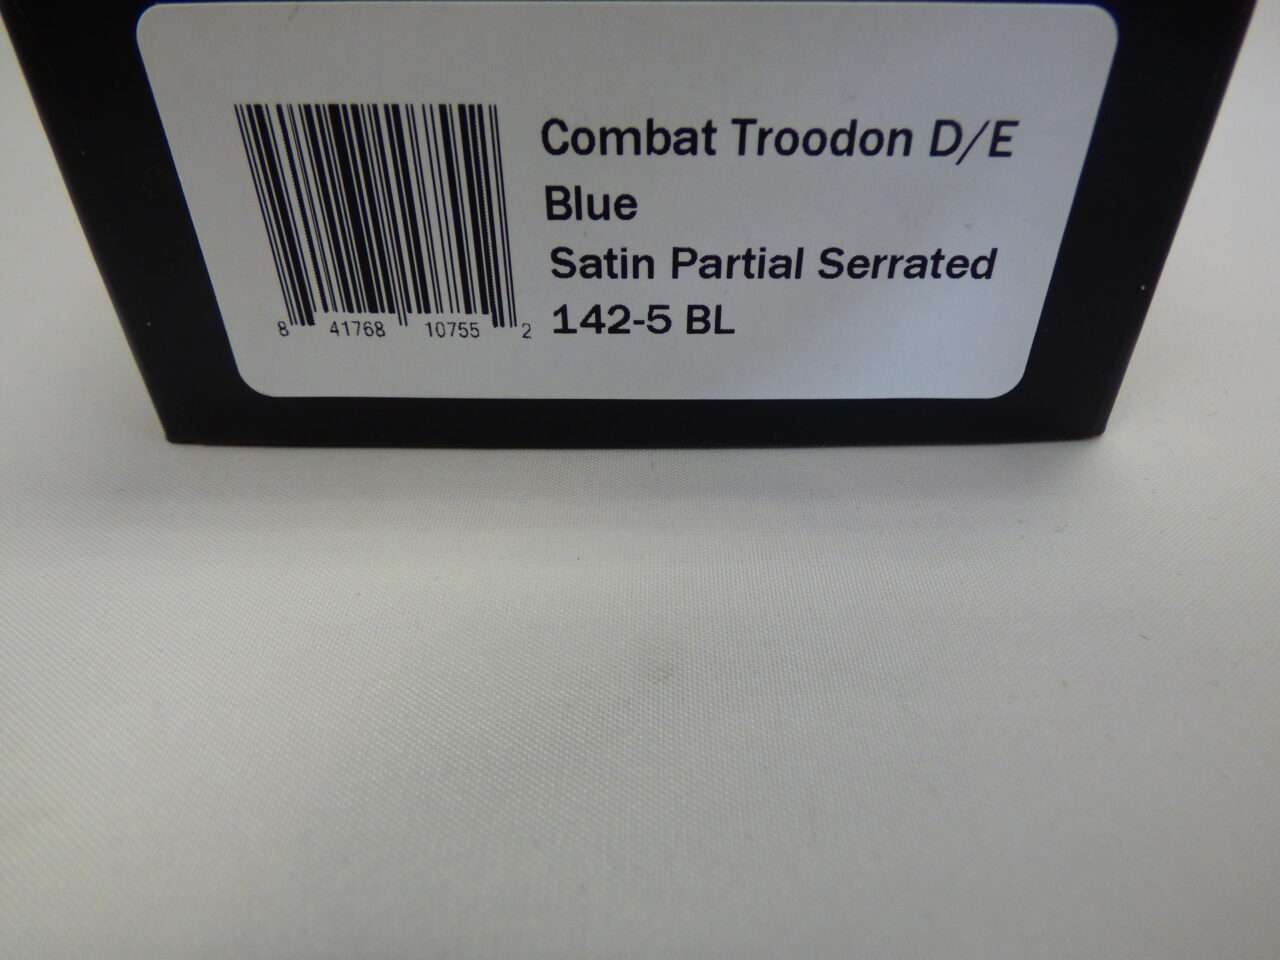 Combat Troodon D/E
Blue
Satin Partial Serrated
142-5 BL
8 41768 10755 2